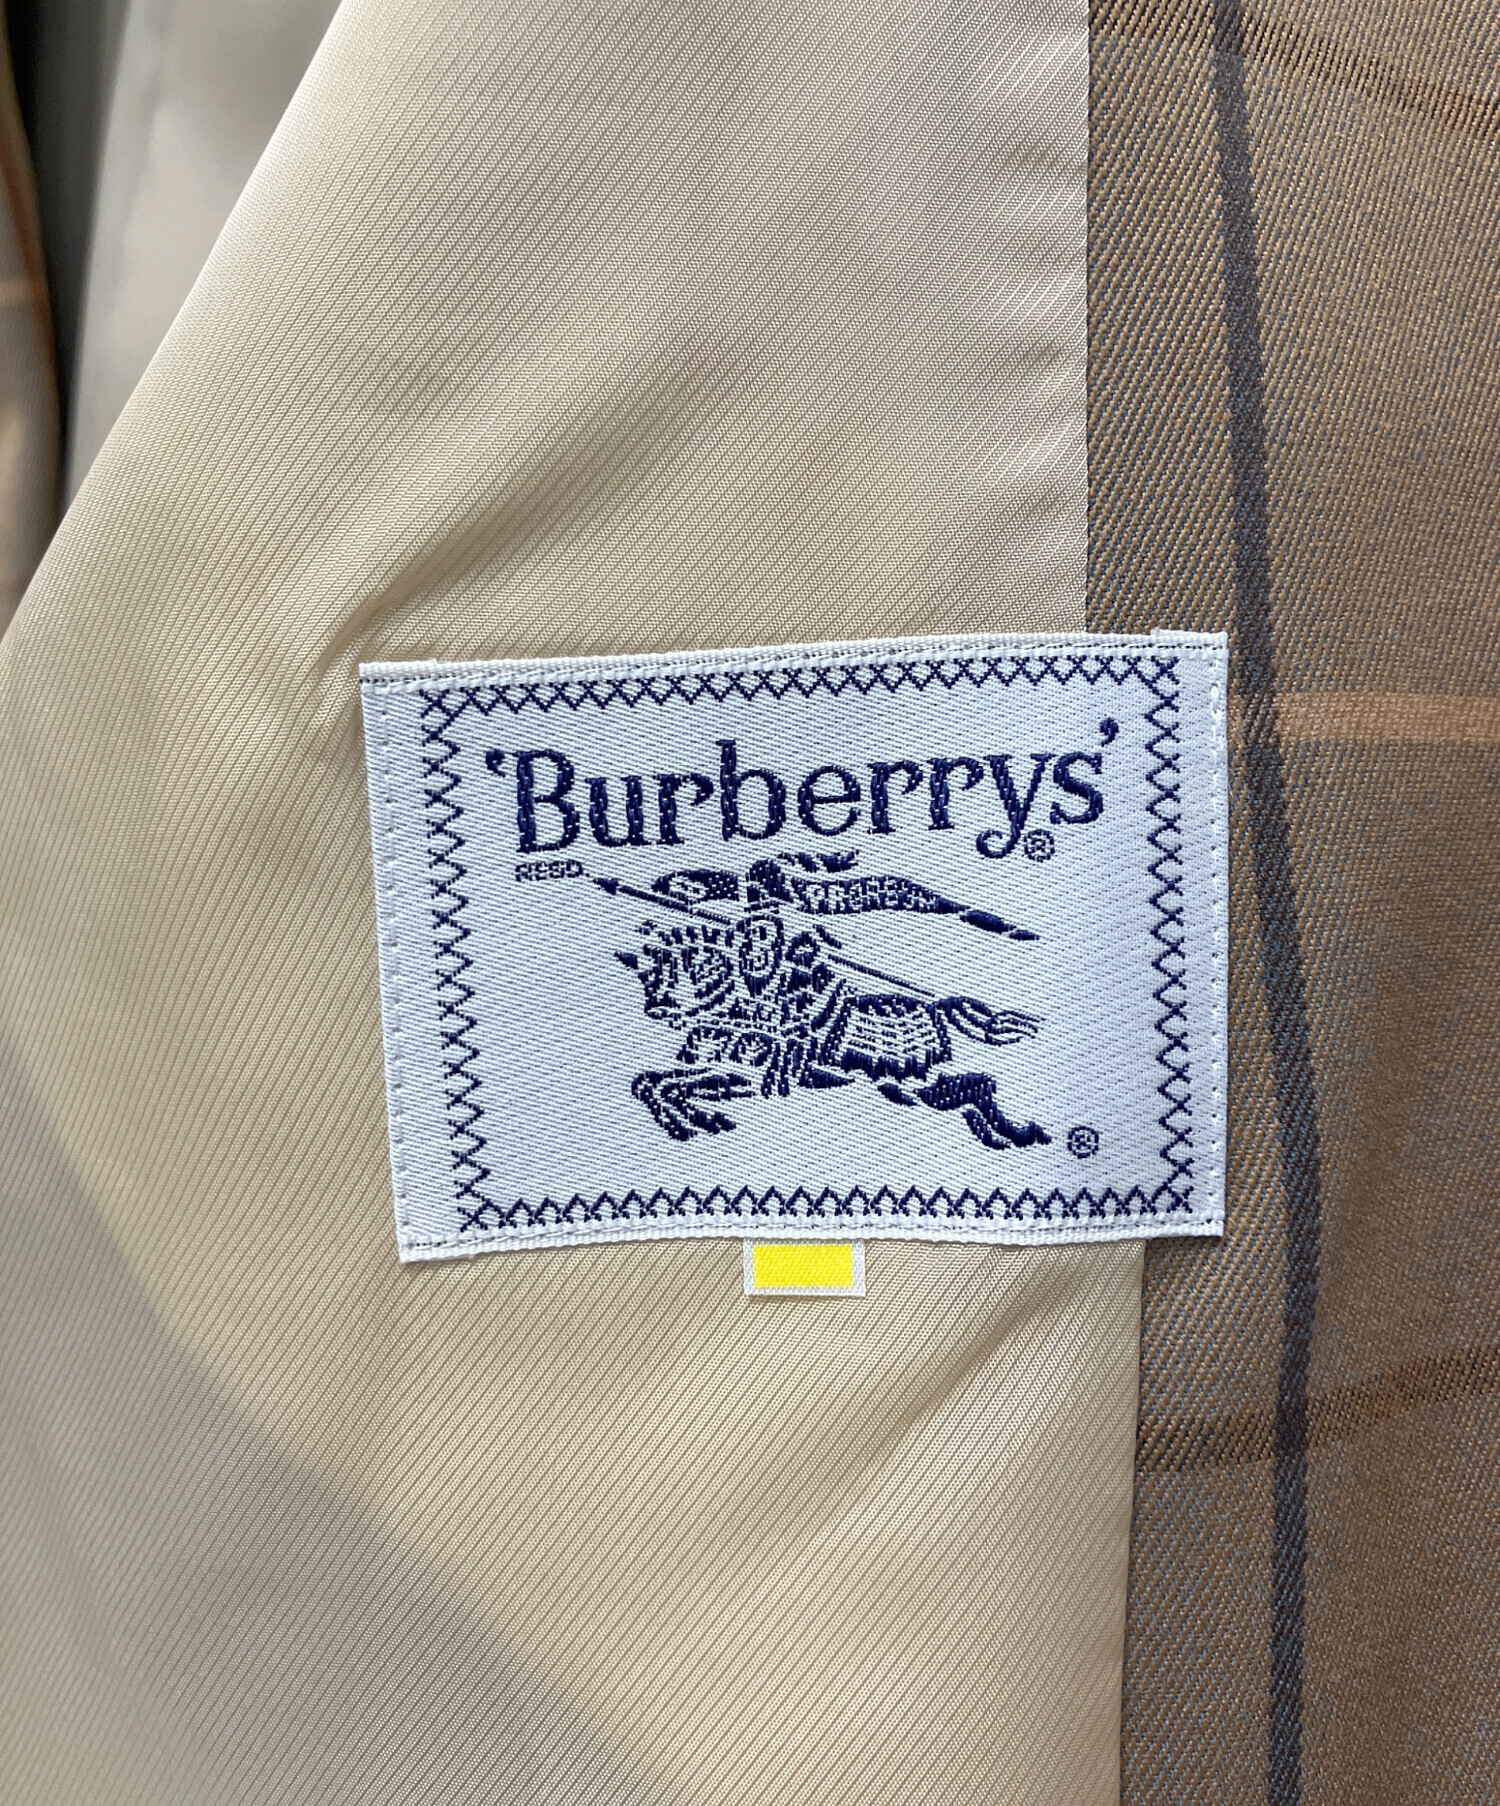 'Burberrys'
®
REGD.
PRORSUM
B
®